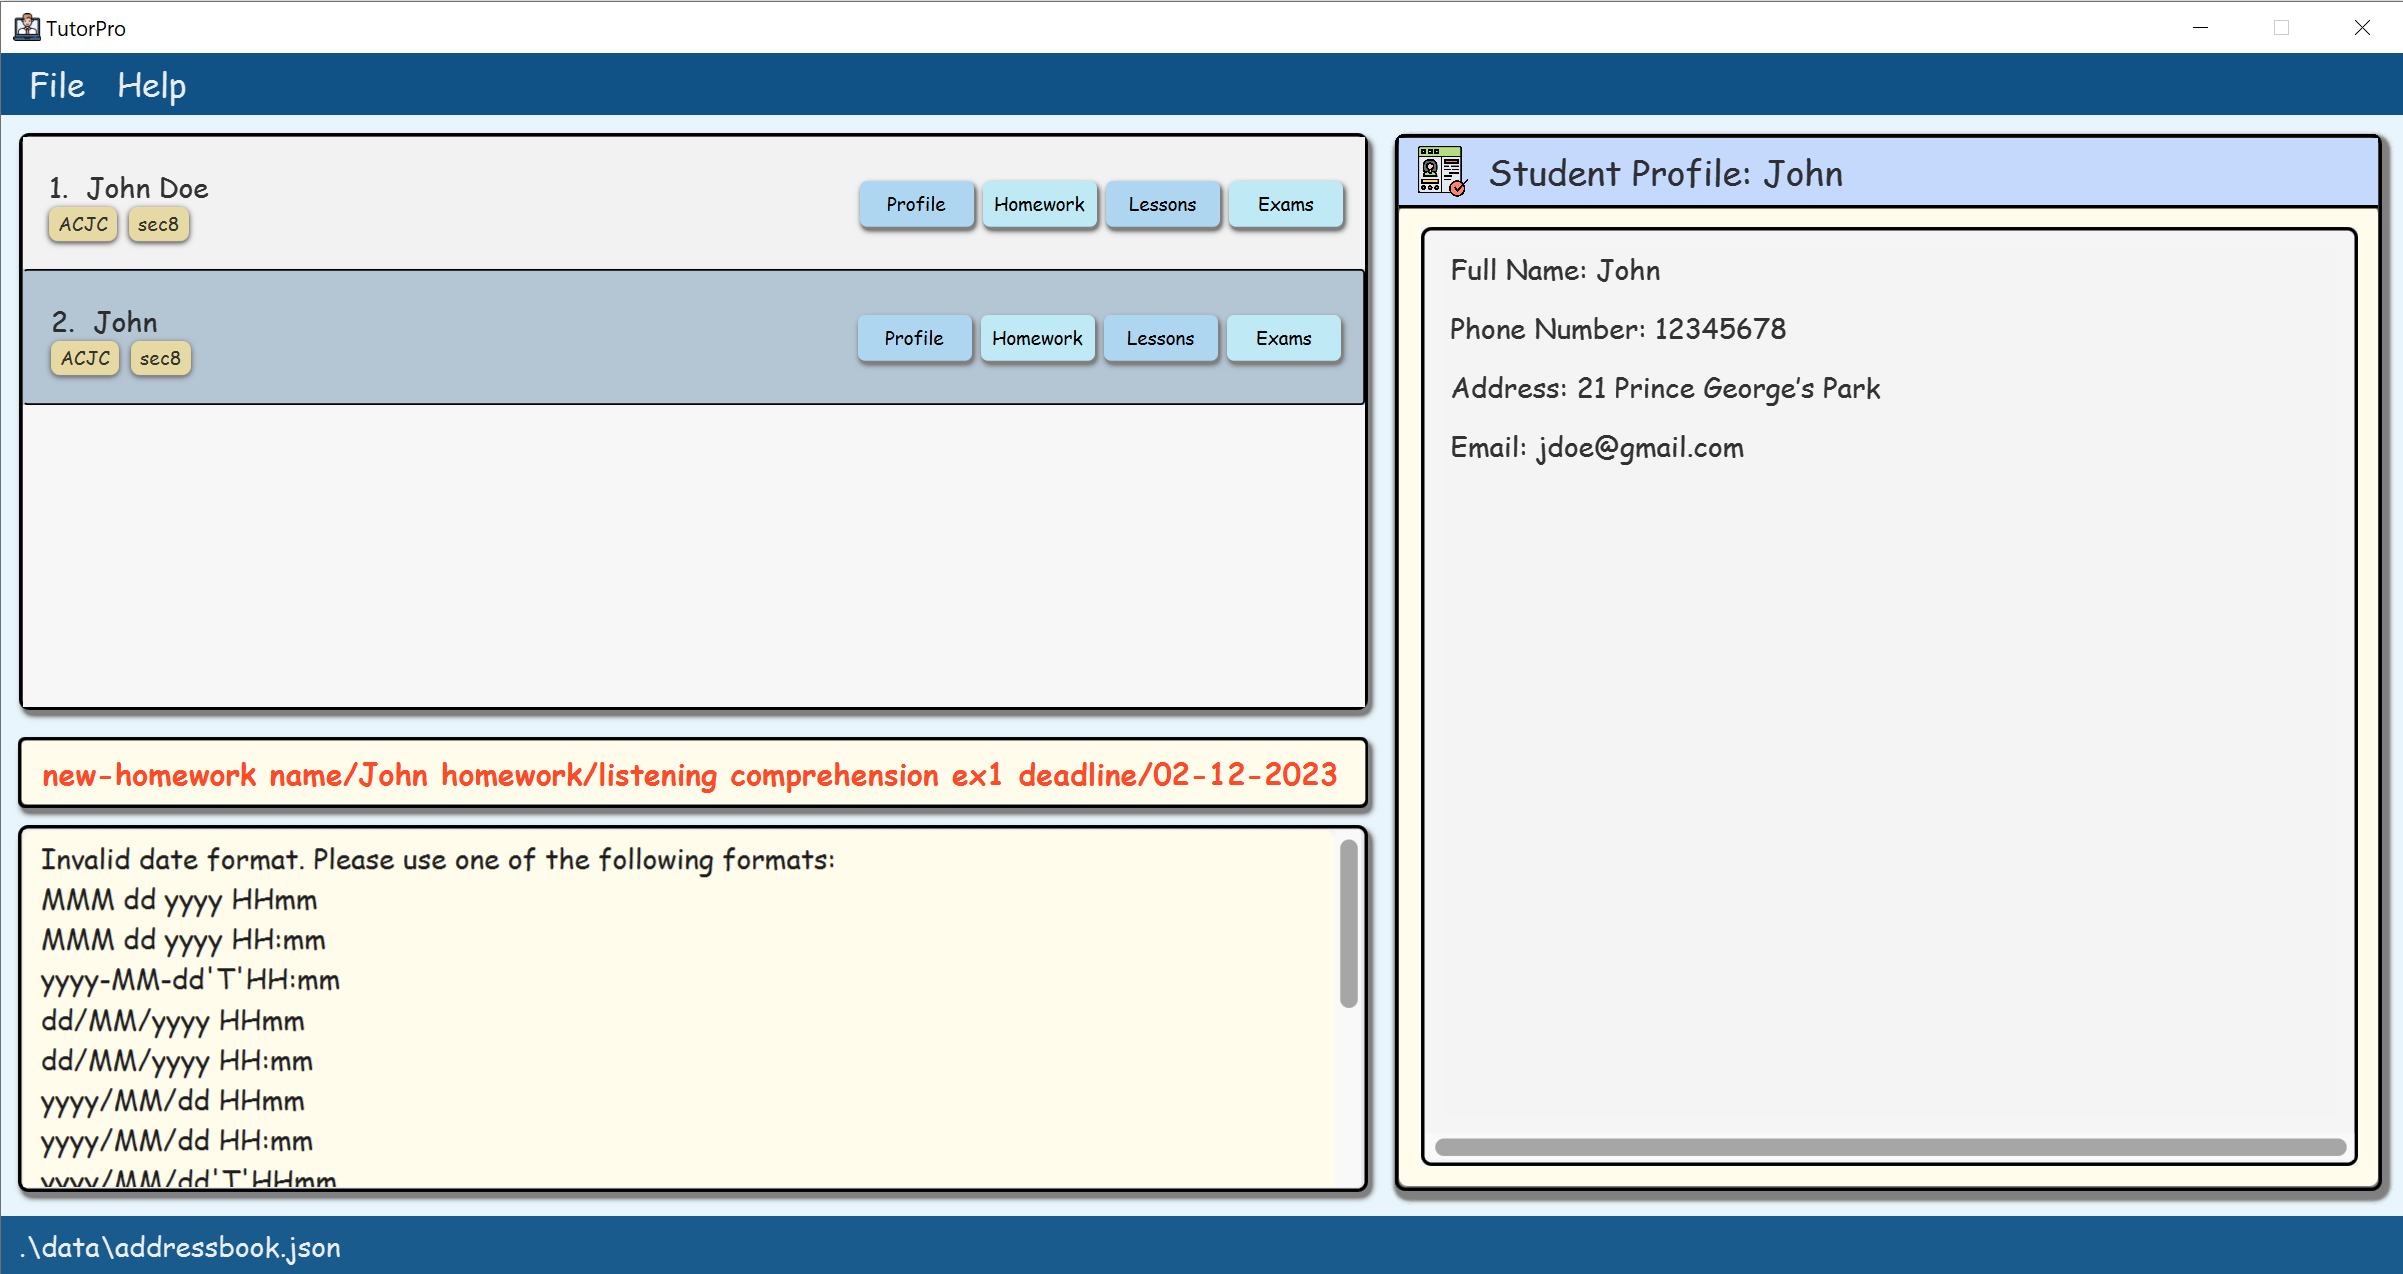 TutorPro
File Help
1. John Doe
ACJC sec8
Profile Homework Lessons Exams
2. John
ACJC sec8
Profile Homework Lessons Exams
new-homework name/John homework/listening comprehension ex1 deadline/02-12-2023
Invalid date format. Please use one of the following formats:
MMM dd yyyy HHmm
MMM dd yyyy HH:mm
yyyy-MM-dd'T'HH:mm
dd/MM/yyyy HHmm
dd/MM/yyyy HH:mm
yyyy/MM/dd HHmm
yyyy/MM/dd HH:mm
yyyy/MM/dd'T'HHmm
Student Profile: John
Full Name: John
Phone Number: 12345678
Address: 21 Prince George’s Park
Email: jdoe@gmail.com
.\data\addressbook.json